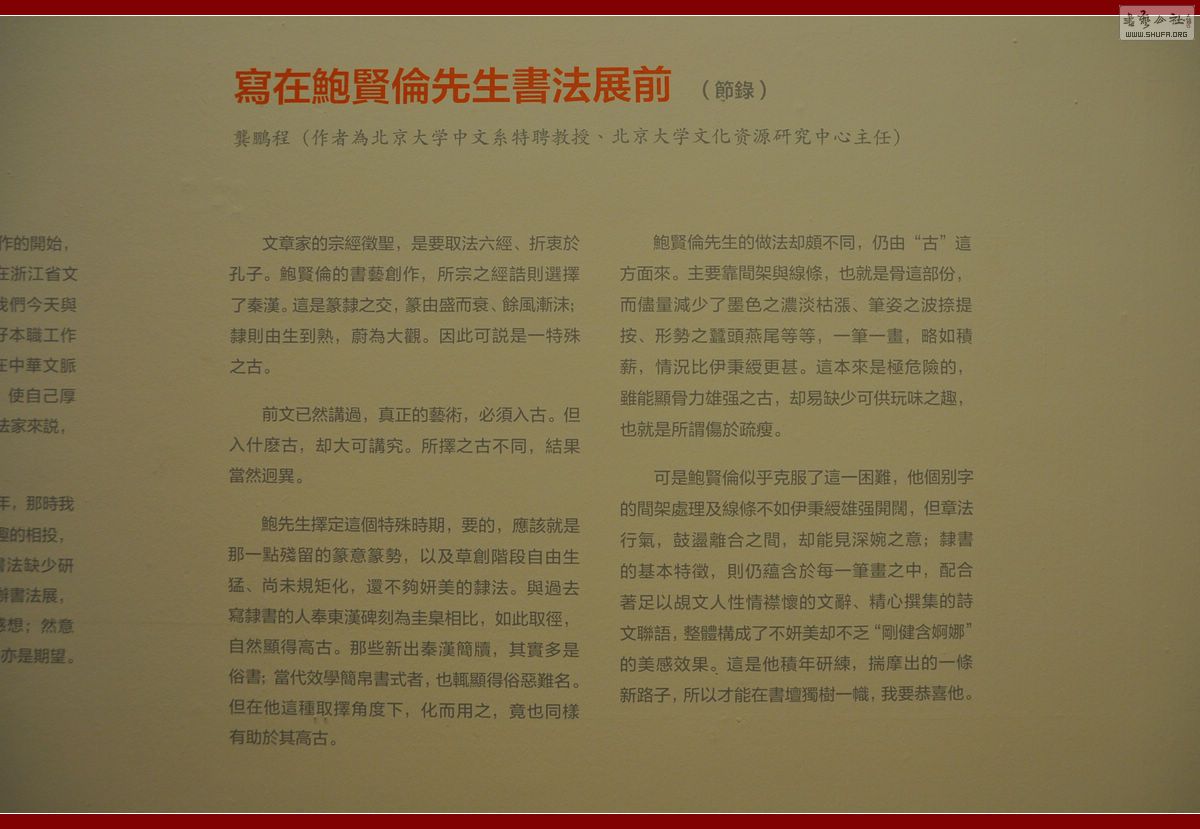 書藝公社
WWW.SHUFA.ORG
寫在鮑賢倫先生書法展前 （節錄）
龔鵬程（作者為北京大学中文系特聘教授、北京大学文化资源研究中心主任）
作的開始，
在浙江省文
我們今天與
好本職工作
在中華文脈
使自己厚
法家來説，
年，那時我
趣的相投，
書法缺少研
辦書法展，
感想；然意
亦是期望。
文章家的宗經徵聖，是要取法六經、折衷於
孔子。鮑賢倫的書藝創作，所宗之經誥則選擇
了秦漢。這是篆隸之交，篆由盛而衰、餘風漸沫；
隸則由生到熟，蔚為大觀。因此可説是一特殊
之古。
前文已然講過，真正的藝術，必須入古。但
入什麽古，却大可講究。所擇之古不同，結果
當然迥異。
鮑先生擇定這個特殊時期，要的，應該就是
那一點殘留的篆意篆勢，以及草創階段自由生
猛、尚未規矩化，還不夠妍美的隸法。與過去
寫隸書的人奉東漢碑刻為圭臬相比，如此取徑，
自然顯得高古。那些新出秦漢簡牘，其實多是
俗書；當代效學簡帛書式者，也輒顯得俗惡難名。
但在他這種取擇角度下，化而用之，竟也同樣
有助於其高古。
鮑賢倫先生的做法却頗不同，仍由“古”這
方面來。主要靠間架與線條，也就是骨這部份，
而儘量減少了墨色之濃淡枯漲、筆姿之波捺提
按、形勢之蠶頭燕尾等等，一筆一畫，略如積
薪，情況比伊秉綬更甚。這本來是極危險的，
雖能顯骨力雄强之古，却易缺少可供玩味之趣，
也就是所謂傷於疏瘦。
可是鮑賢倫似乎克服了這一困難，他個别字
的間架處理及線條不如伊秉綬雄强開闊，但章法
行氣，鼓盪離合之間，却能見深婉之意；隸書
的基本特徵，則仍蘊含於每一筆畫之中，配合
著足以覘文人性情襟懷的文辭、精心撰集的詩
文聯語，整體構成了不妍美却不乏“剛健含婀娜”
的美感效果。這是他積年研練，揣摩出的一條
新路子，所以才能在書壇獨樹一幟，我要恭喜他。